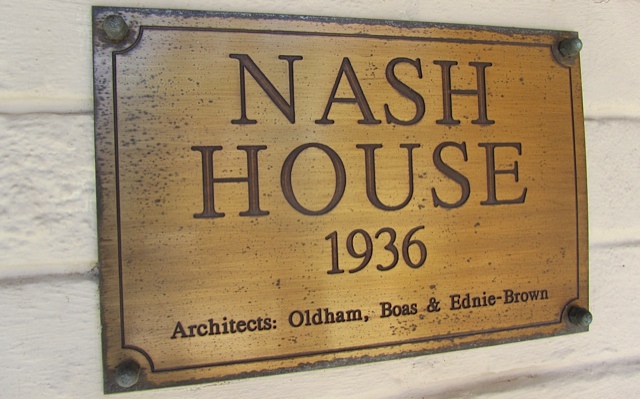 NASH
HOUSE
1936
Architects: Oldham, Boas & Ednie-Brown